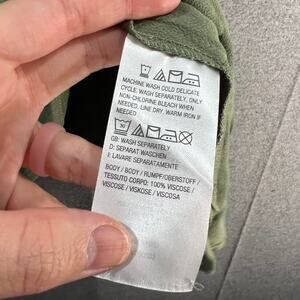 MACHINE WASH COLD DELICATE
CYCLE. WASH SEPARATELY, ONLY
NON-CHLORINE BLEACH WHEN
NEEDED. LINE DRY, WARM IRON IF
NEEDED.
30
GB: WASH SEPARATELY
D: SEPARAT WASCHEN
I: LAVARE SEPARATAMENTE
BODY / BODY / RUMPF/OBERSTOFF /
TESSUTO CORPO: 100% VISCOSE /
VISCOSE / VISKOSE / VISCOSA